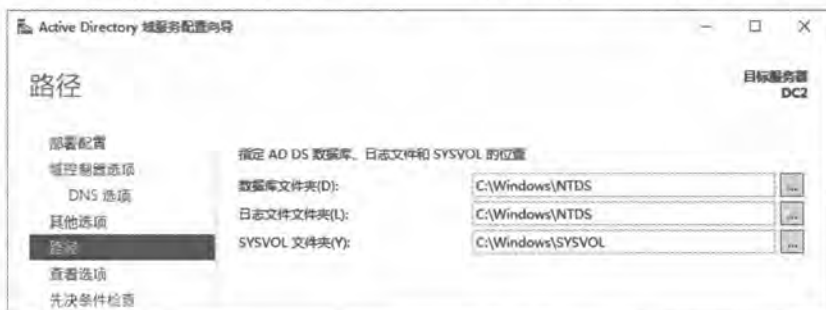 Active Directory 域服务配置向导
路径
目标服务器
DC2
部署配置
域控制器选项
DNS 选项
其他选项
路径
查看选项
先决条件检查
指定 AD DS 数据库、日志文件和 SYSVOL 的位置
数据库文件夹(D): C:\Windows\NTDS ...
日志文件文件夹(L): C:\Windows\NTDS ...
SYSVOL 文件夹(Y): C:\Windows\SYSVOL ...